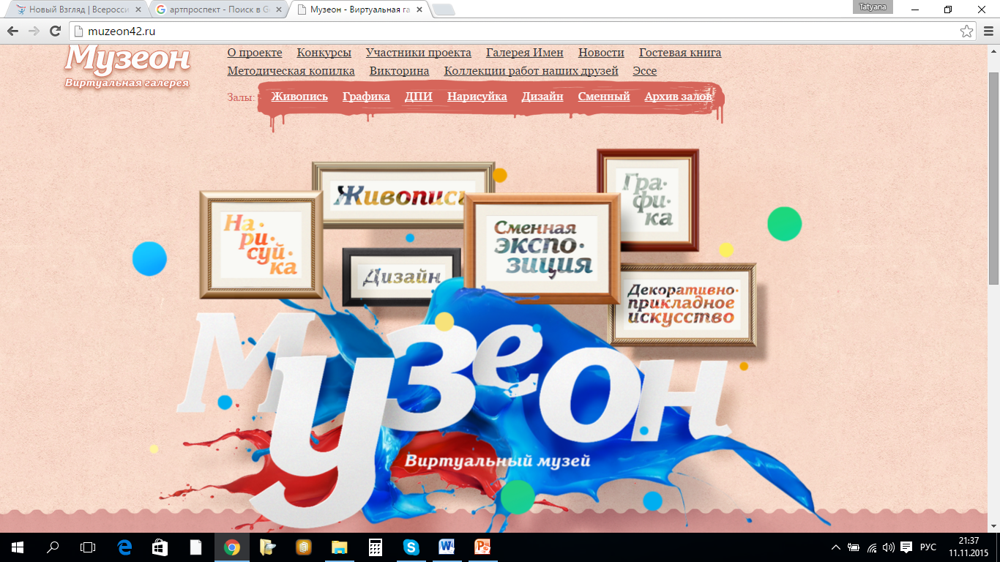 Новый Взгляд | Всеросси
артпроспект - Поиск в G
Музеон - Виртуальная га
Tatyana
muzeon42.ru
Музеон
Виртуальная галерея
О проекте Конкурсы Участники проекта Галерея Имен Новости Гостевая книга
Методическая копилка Викторина Коллекции работ наших друзей Эссе
Залы: Живопись Графика ДПИ Нарисуйка Дизайн Сменный Архив залов
На·
ри·
суй·
ка
Живопись
Дизайн
Сменная
экспо·
зиция
Гра·
фи·
ка
Декоративно·
прикладное
искусство
Музеон
Виртуальный музей
РУС
21:37
11.11.2015